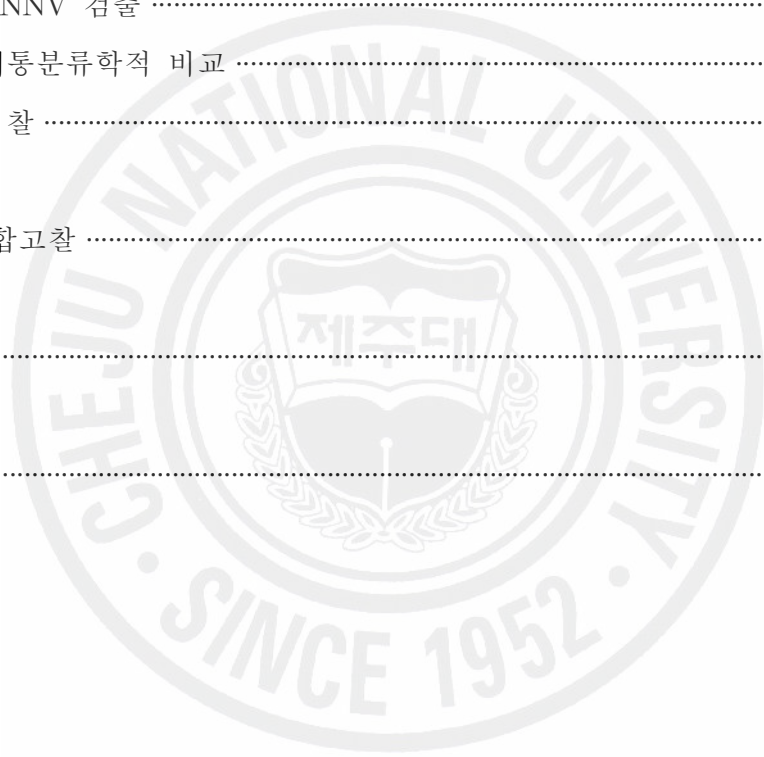 NNV 검출 ························································
계통분류학적 비교 ························································
찰 ························································
합고찰 ························································
························································
························································
CHEJU NATIONAL UNIVERSITY
제주대
· SINCE 1952 ·